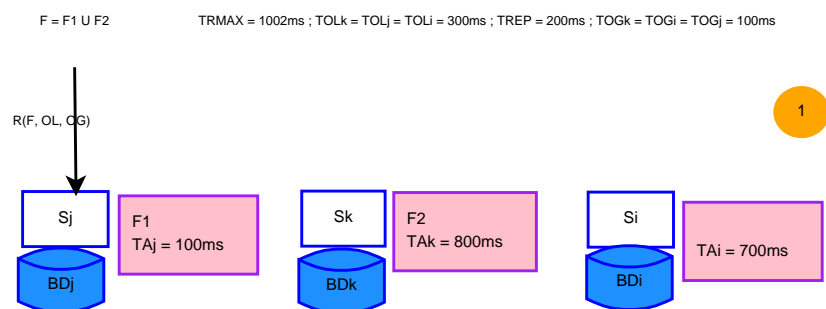 F = F1 U F2
TRMAX = 1002ms ; TOLk = TOLj = TOLi = 300ms ; TREP = 200ms ; TOGk = TOGi = TOGj = 100ms
R(F, OL, OG)
1
Sj
F1
TAj = 100ms
BDj
Sk
F2
TAk = 800ms
BDk
Si
TAi = 700ms
BDi